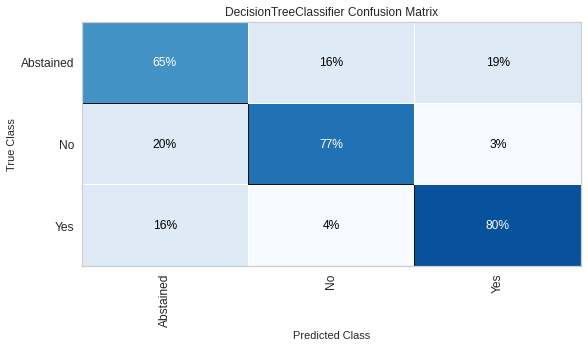 DecisionTreeClassifier Confusion Matrix
True Class
Abstained 65% 16% 19%
No 20% 77% 3%
Yes 16% 4% 80%
Abstained No Yes
Predicted Class